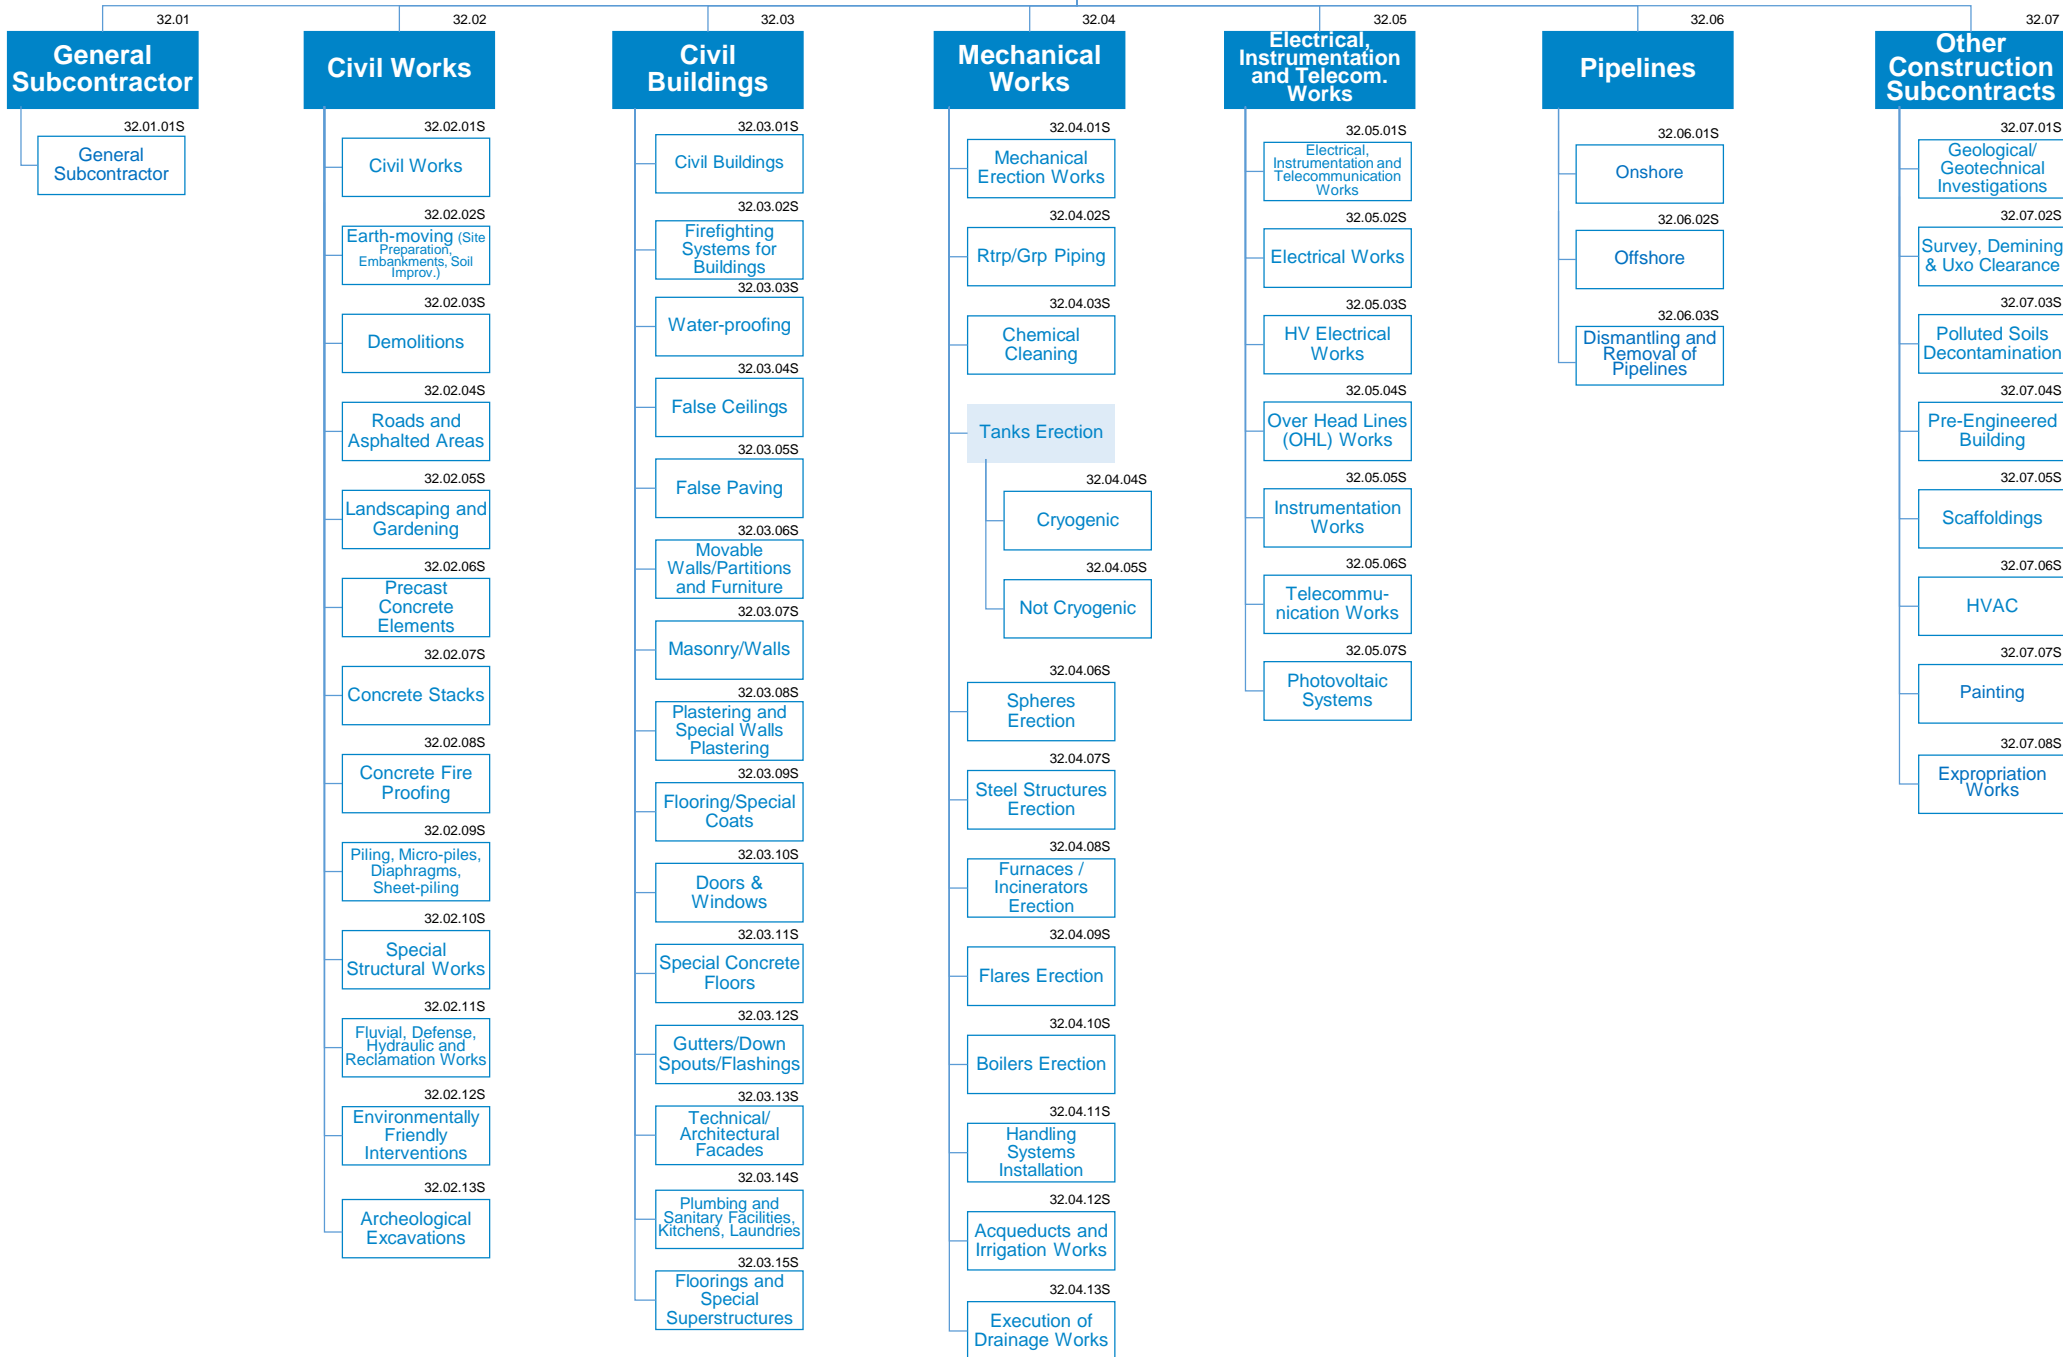 32.01
General
Subcontractor
32.01.01S
General
Subcontractor
32.02
Civil Works
32.02.01S
Civil Works
32.02.02S
Earth-moving (Site
Preparation,
Embankments, Soil
Improv.)
32.02.03S
Demolitions
32.02.04S
Roads and
Asphalted Areas
32.02.05S
Landscaping and
Gardening
32.02.06S
Precast
Concrete
Elements
32.02.07S
Concrete Stacks
32.02.08S
Concrete Fire
Proofing
32.02.09S
Piling, Micro-piles,
Diaphragms,
Sheet-piling
32.02.10S
Special
Structural Works
32.02.11S
Fluvial, Defense,
Hydraulic and
Reclamation Works
32.02.12S
Environmentally
Friendly
Interventions
32.02.13S
Archeological
Excavations
32.03
Civil
Buildings
32.03.01S
Civil Buildings
32.03.02S
Firefighting
Systems for
Buildings
32.03.03S
Water-proofing
32.03.04S
False Ceilings
32.03.05S
False Paving
32.03.06S
Movable
Walls/Partitions
and Furniture
32.03.07S
Masonry/Walls
32.03.08S
Plastering and
Special Walls
Plastering
32.03.09S
Flooring/Special
Coats
32.03.10S
Doors &
Windows
32.03.11S
Special Concrete
Floors
32.03.12S
Gutters/Down
Spouts/Flashings
32.03.13S
Technical/
Architectural
Facades
32.03.14S
Plumbing and
Sanitary Facilities,
Kitchens, Laundries
32.03.15S
Floorings and
Special
Superstructures
32.04
Mechanical
Works
32.04.01S
Mechanical
Erection Works
32.04.02S
Rtrp/Grp Piping
32.04.03S
Chemical
Cleaning
Tanks Erection
32.04.04S
Cryogenic
32.04.05S
Not Cryogenic
32.04.06S
Spheres
Erection
32.04.07S
Steel Structures
Erection
32.04.08S
Furnaces /
Incinerators
Erection
32.04.09S
Flares Erection
32.04.10S
Boilers Erection
32.04.11S
Handling
Systems
Installation
32.04.12S
Acqueducts and
Irrigation Works
32.04.13S
Execution of
Drainage Works
32.05
Electrical,
Instrumentation
and Telecom.
Works
32.05.01S
Electrical,
Instrumentation and
Telecommunication
Works
32.05.02S
Electrical Works
32.05.03S
HV Electrical
Works
32.05.04S
Over Head Lines
(OHL) Works
32.05.05S
Instrumentation
Works
32.05.06S
Telecommu-
nication Works
32.05.07S
Photovoltaic
Systems
32.06
Pipelines
32.06.01S
Onshore
32.06.02S
Offshore
32.06.03S
Dismantling and
Removal of
Pipelines
32.07
Other
Construction
Subcontracts
32.07.01S
Geological/
Geotechnical
Investigations
32.07.02S
Survey, Demining
& Uxo Clearance
32.07.03S
Polluted Soils
Decontamination
32.07.04S
Pre-Engineered
Building
32.07.05S
Scaffoldings
32.07.06S
HVAC
32.07.07S
Painting
32.07.08S
Expropriation
Works